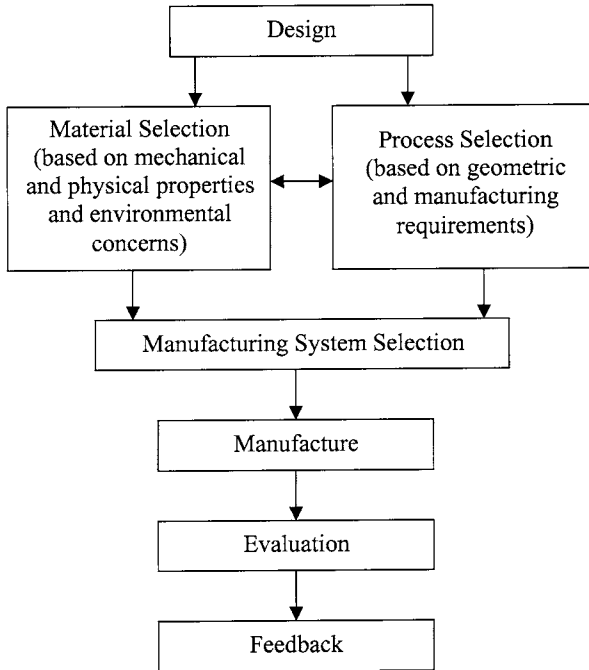 Design
Material Selection
(based on mechanical
and physical properties
and environmental
concerns)
Process Selection
(based on geometric
and manufacturing
requirements)
Manufacturing System Selection
Manufacture
Evaluation
Feedback